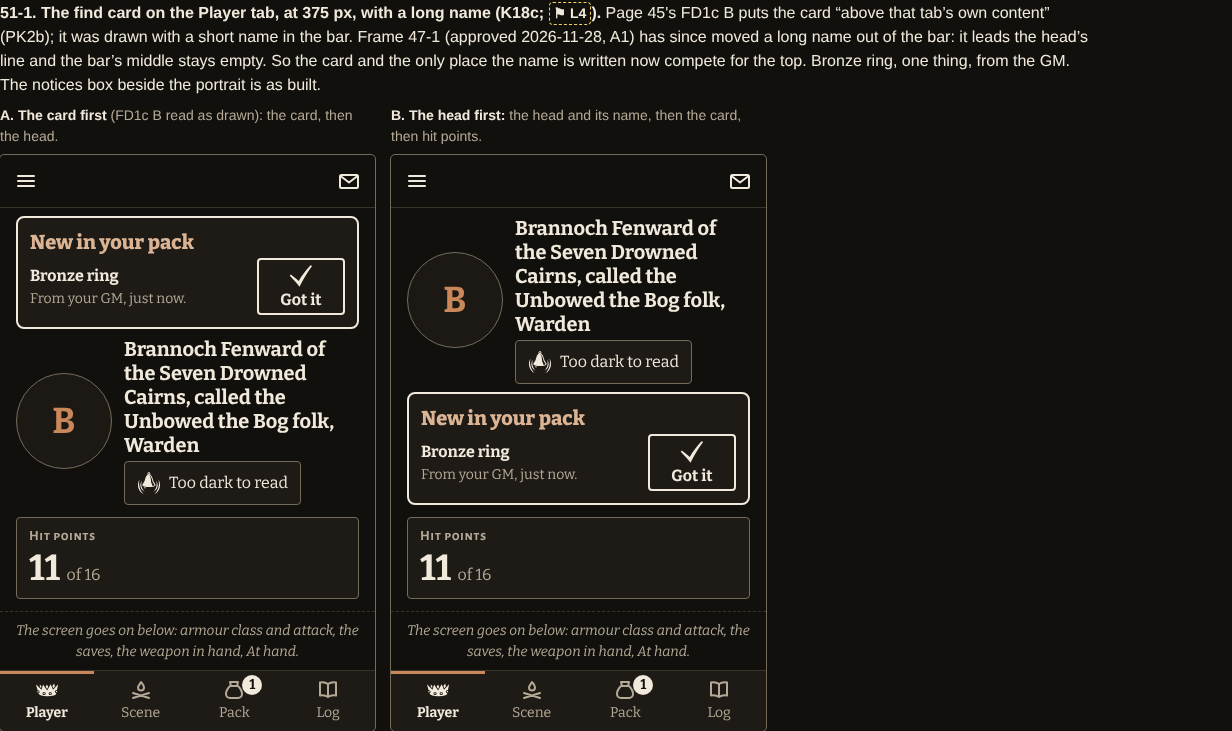 51-1. The find card on the Player tab, at 375 px, with a long name (K18c; ⚑ L4). Page 45’s FD1c B puts the card “above that tab’s own content”
(PK2b); it was drawn with a short name in the bar. Frame 47-1 (approved 2026-11-28, A1) has since moved a long name out of the bar: it leads the head’s
line and the bar’s middle stays empty. So the card and the only place the name is written now compete for the top. Bronze ring, one thing, from the GM.
The notices box beside the portrait is as built.
A. The card first (FD1c B read as drawn): the card, then
the head.
New in your pack
Bronze ring
From your GM, just now.
Got it
B
Brannoch Fenward of
the Seven Drowned
Cairns, called the
Unbowed the Bog folk,
Warden
Too dark to read
Hit points
11 of 16
The screen goes on below: armour class and attack, the
saves, the weapon in hand, At hand.
Player
Scene
1
Pack
Log
B. The head first: the head and its name, then the card,
then hit points.
B
Brannoch Fenward of
the Seven Drowned
Cairns, called the
Unbowed the Bog folk,
Warden
Too dark to read
New in your pack
Bronze ring
From your GM, just now.
Got it
Hit points
11 of 16
The screen goes on below: armour class and attack, the
saves, the weapon in hand, At hand.
Player
Scene
1
Pack
Log